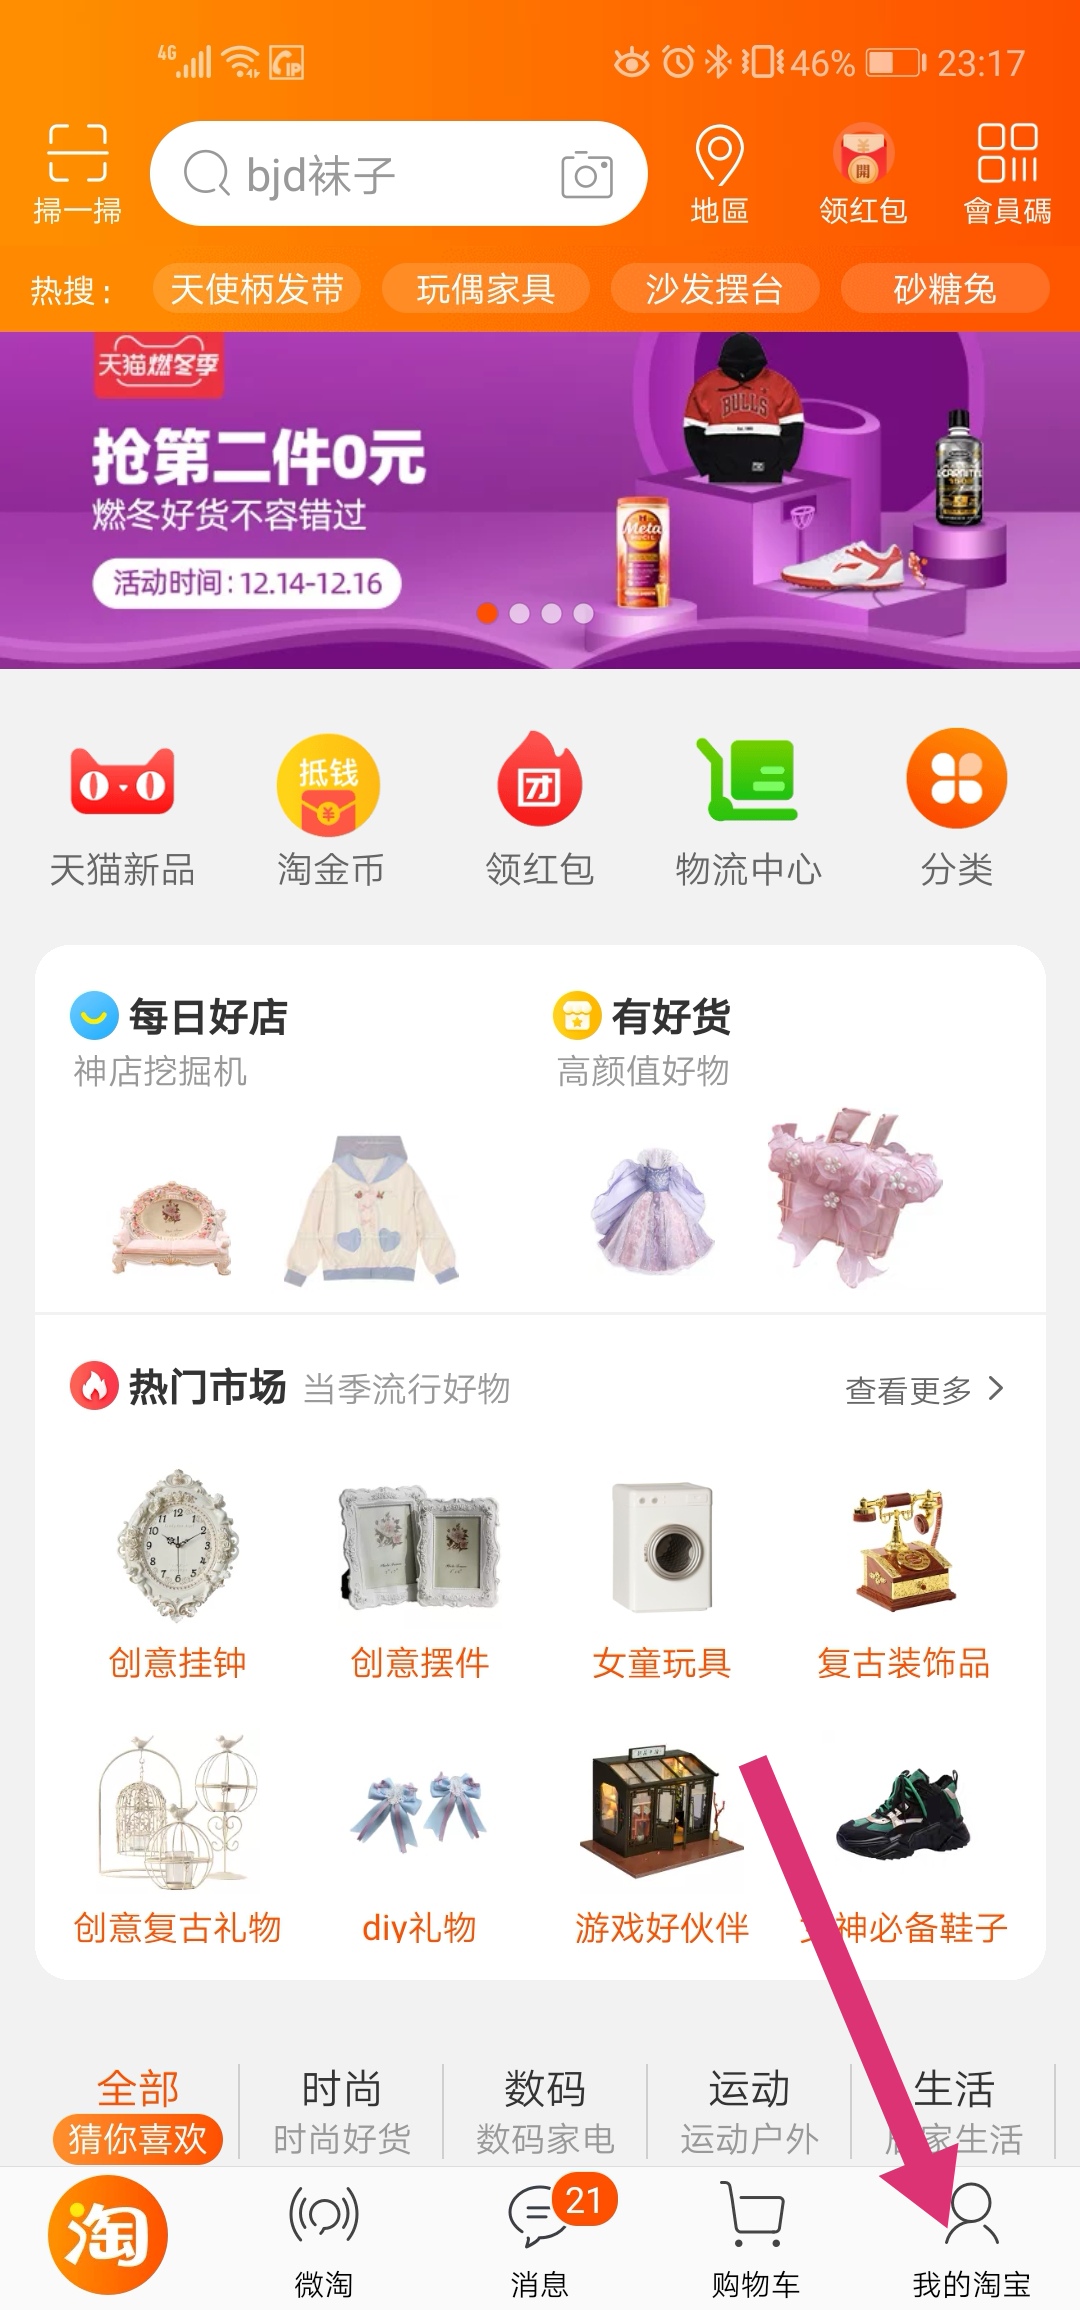 4G
46%
23:17
掃一掃
bjd袜子
地區
開
领红包
會員碼
热搜：
天使柄发带
玩偶家具
沙发摆台
砂糖兔
天猫燃冬季
抢第二件0元
燃冬好货不容错过
活动时间：12.14-12.16
BULLS
Meta
抵钱
团
天猫新品
淘金币
领红包
物流中心
分类
每日好店
有好货
神店挖掘机
高颜值好物
热门市场 当季流行好物
查看更多
创意挂钟
创意摆件
女童玩具
复古装饰品
创意复古礼物
diy礼物
游戏好伙伴
神必备鞋子
全部
时尚
数码
运动
生活
猜你喜欢
时尚好货
数码家电
运动户外
家生活
淘
21
微淘
消息
购物车
我的淘宝